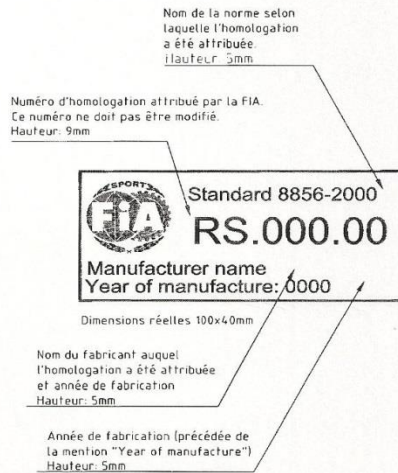 Nom de la norme selon
laquelle l'homologation
a été attribuée.
Hauteur: 5mm
Numéro d'homologation attribué par la FIA.
Ce numéro ne doit pas être modifié.
Hauteur: 9mm
SPORT
FIA
Standard 8856-2000
RS.000.00
Manufacturer name
Year of manufacture: 0000
Dimensions réelles 100x40mm
Nom du fabricant auquel
l'homologation a été attribuée
et année de fabrication
Hauteur: 5mm
Année de fabrication (précédée de
la mention "Year of manufacture")
Hauteur: 5mm